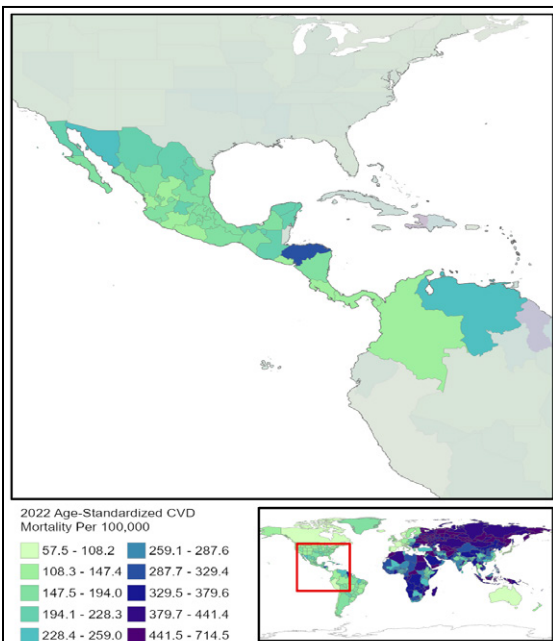 2022 Age-Standardized CVD
Mortality Per 100,000
57.5 - 108.2
108.3 - 147.4
147.5 - 194.0
194.1 - 228.3
228.4 - 259.0
259.1 - 287.6
287.7 - 329.4
329.5 - 379.6
379.7 - 441.4
441.5 - 714.5